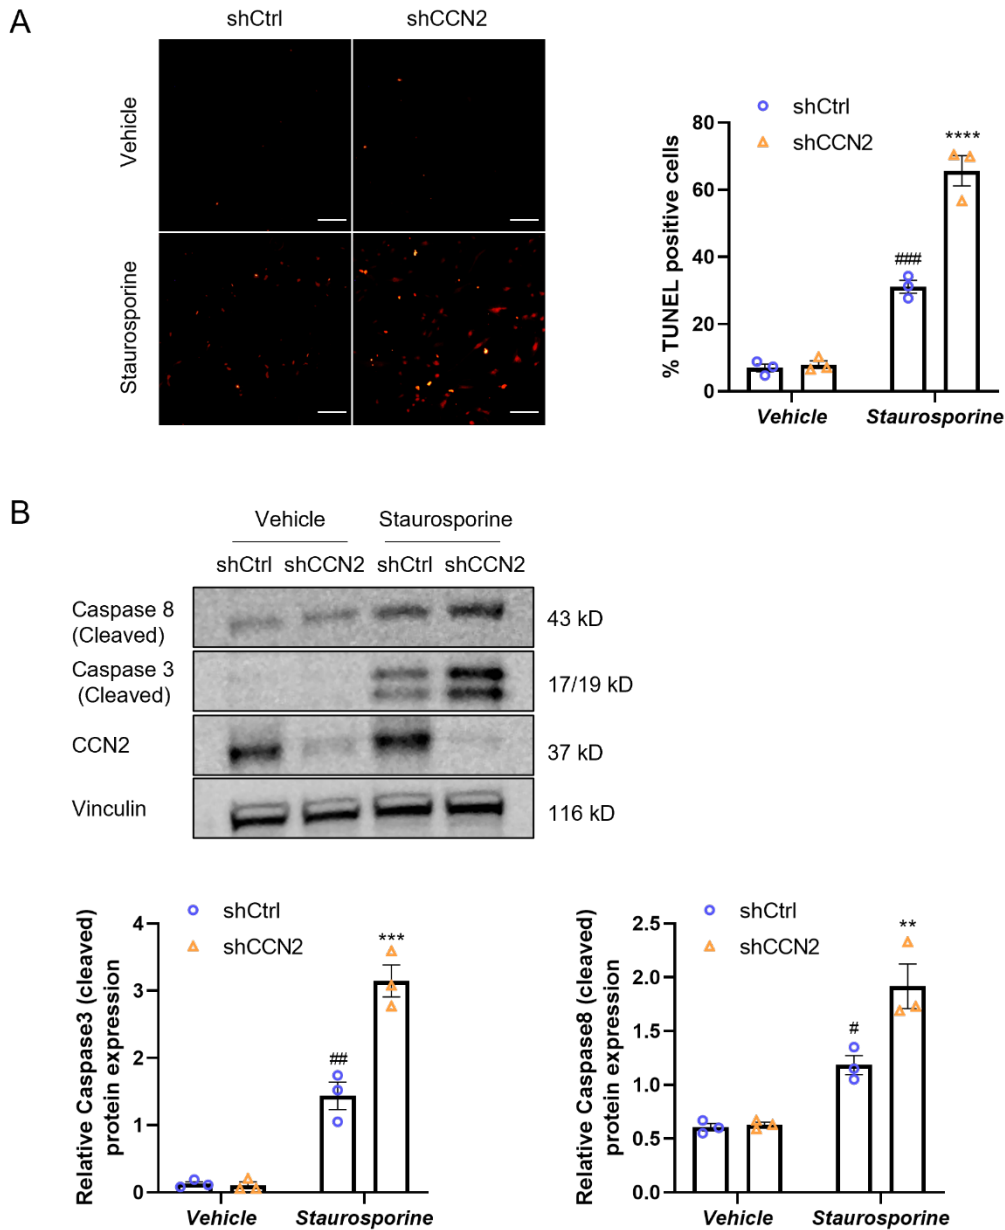 A
shCtrl shCCN2
Vehicle
Staurosporine
shCtrl
shCCN2
% TUNEL positive cells
80
60
40
20
0
****
###
Vehicle Staurosporine
B
Vehicle Staurosporine
shCtrl shCCN2 shCtrl shCCN2
Caspase 8
(Cleaved)
43 kD
Caspase 3
(Cleaved)
17/19 kD
CCN2
37 kD
Vinculin
116 kD
shCtrl
shCCN2
Relative Caspase3 (cleaved)
protein expression
4
3
2
1
0
***
##
Vehicle Staurosporine
shCtrl
shCCN2
Relative Caspase8 (cleaved)
protein expression
2.5
2.0
1.5
1.0
0.5
0.0
**
#
Vehicle Staurosporine